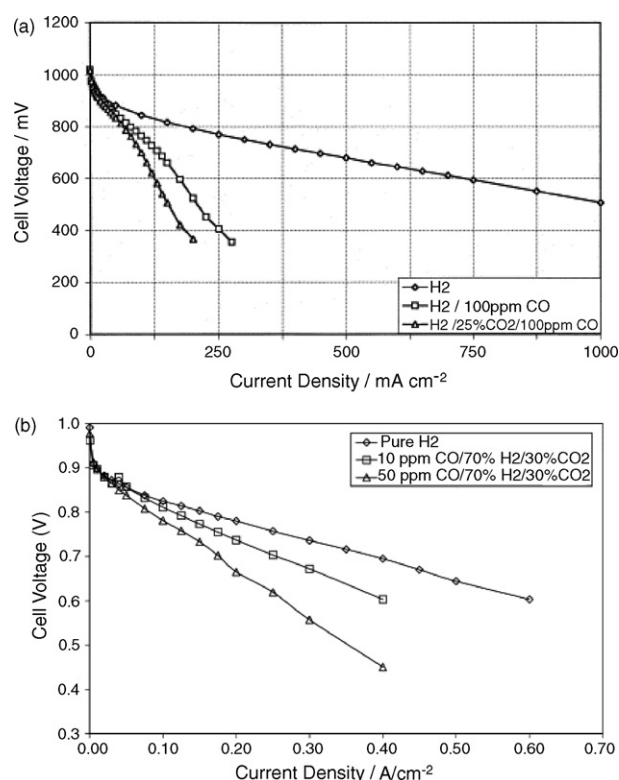 (a)
1200
1000
800
600
400
200
0
Cell Voltage / mV
H2
H2 / 100ppm CO
H2 /25%CO2/100ppm CO
0
250
500
750
1000
Current Density / mA cm-2
(b)
1.0
0.9
0.8
0.7
0.6
0.5
0.4
0.3
Cell Voltage (V)
Pure H2
10 ppm CO/70% H2/30%CO2
50 ppm CO/70% H2/30%CO2
0.00
0.10
0.20
0.30
0.40
0.50
0.60
0.70
Current Density / A/cm-2